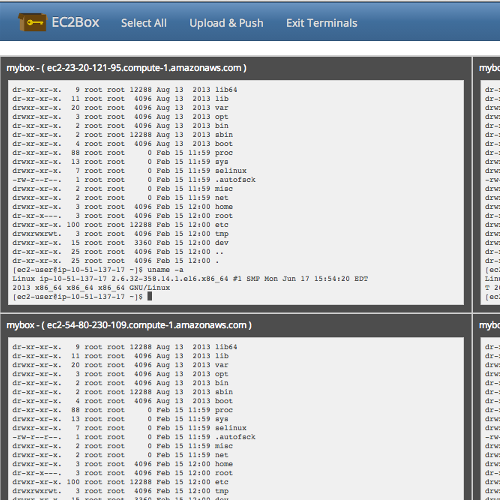 EC2Box Select All Upload & Push Exit Terminals
mybox - ( ec2-23-20-121-95.compute-1.amazonaws.com )
dr-xr-xr-x. 9 root root 12288 Aug 13 2013 lib64
dr-xr-xr-x. 11 root root 4096 Aug 13 2013 lib
drwxr-xr-x. 20 root root 4096 Aug 13 2013 var
drwxr-xr-x. 3 root root 4096 Aug 13 2013 opt
dr-xr-xr-x. 2 root root 4096 Aug 13 2013 bin
dr-xr-xr-x. 2 root root 12288 Aug 13 2013 sbin
dr-xr-xr-x. 4 root root 4096 Aug 13 2013 boot
dr-xr-xr-x. 88 root root 0 Feb 15 11:59 proc
drwxr-xr-x. 13 root root 0 Feb 15 11:59 sys
drwxr-xr-x. 7 root root 0 Feb 15 11:59 selinux
-rw-r--r--. 1 root root 0 Feb 15 11:59 .autofsck
drwxr-xr-x. 2 root root 0 Feb 15 11:59 misc
drwxr-xr-x. 2 root root 0 Feb 15 11:59 net
drwxr-xr-x. 3 root root 4096 Feb 15 12:00 home
dr-xr-x---. 3 root root 4096 Feb 15 12:00 root
drwxr-xr-x. 100 root root 12288 Feb 15 12:00 etc
drwxrwxrwt. 3 root root 4096 Feb 15 12:00 tmp
drwxr-xr-x. 15 root root 3360 Feb 15 12:00 dev
dr-xr-xr-x. 25 root root 4096 Feb 15 12:00 ..
dr-xr-xr-x. 25 root root 4096 Feb 15 12:00 .
[ec2-user@ip-10-51-137-17 ~]$ uname -a
Linux ip-10-51-137-17 2.6.32-358.14.1.el6.x86_64 #1 SMP Mon Jun 17 15:54:20 EDT
2013 x86_64 x86_64 x86_64 GNU/Linux
[ec2-user@ip-10-51-137-17 ~]$
mybox - ( ec2-54-80-230-109.compute-1.amazonaws.com )
dr-xr-xr-x. 9 root root 12288 Aug 13 2013 lib64
dr-xr-xr-x. 11 root root 4096 Aug 13 2013 lib
drwxr-xr-x. 20 root root 4096 Aug 13 2013 var
drwxr-xr-x. 3 root root 4096 Aug 13 2013 opt
dr-xr-xr-x. 2 root root 4096 Aug 13 2013 bin
dr-xr-xr-x. 2 root root 12288 Aug 13 2013 sbin
dr-xr-xr-x. 4 root root 4096 Aug 13 2013 boot
dr-xr-xr-x. 88 root root 0 Feb 15 11:59 proc
drwxr-xr-x. 13 root root 0 Feb 15 11:59 sys
drwxr-xr-x. 7 root root 0 Feb 15 11:59 selinux
-rw-r--r--. 1 root root 0 Feb 15 11:59 .autofsck
drwxr-xr-x. 2 root root 0 Feb 15 11:59 misc
drwxr-xr-x. 2 root root 0 Feb 15 11:59 net
drwxr-xr-x. 3 root root 4096 Feb 15 12:00 home
dr-xr-x---. 3 root root 4096 Feb 15 12:00 root
drwxr-xr-x. 100 root root 12288 Feb 15 12:00 etc
drwxrwxrwt. 3 root root 4096 Feb 15 12:00 tmp
drwxr-xr-x. 15 root root 3360 Feb 15 12:00 dev